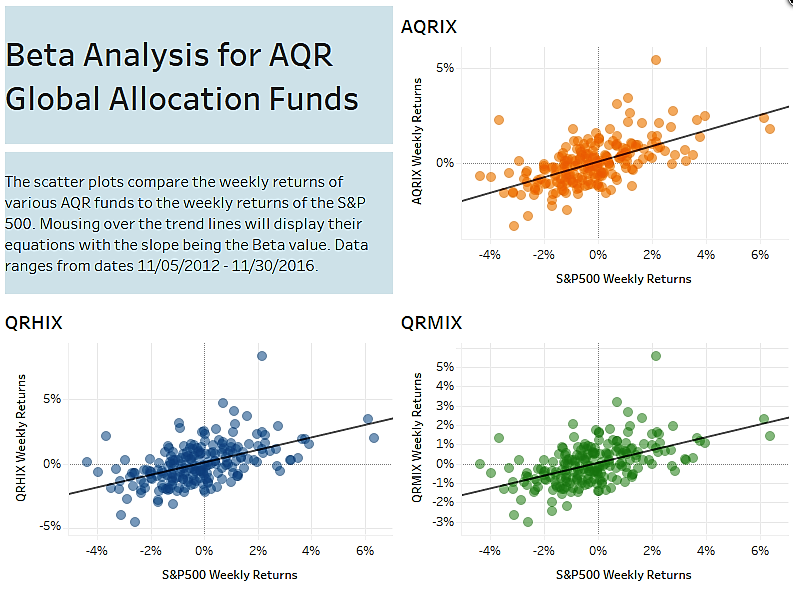 Beta Analysis for AQR
Global Allocation Funds
The scatter plots compare the weekly returns of
various AQR funds to the weekly returns of the S&P
500. Mousing over the trend lines will display their
equations with the slope being the Beta value. Data
ranges from dates 11/05/2012 - 11/30/2016.
AQRIX
AQRIX Weekly Returns
5%
0%
-4% -2% 0% 2% 4% 6%
S&P500 Weekly Returns
QRHIX
QRHIX Weekly Returns
5%
0%
-5%
-4% -2% 0% 2% 4% 6%
S&P500 Weekly Returns
QRMIX
QRMIX Weekly Returns
5%
4%
3%
2%
1%
0%
-1%
-2%
-3%
-4% -2% 0% 2% 4% 6%
S&P500 Weekly Returns